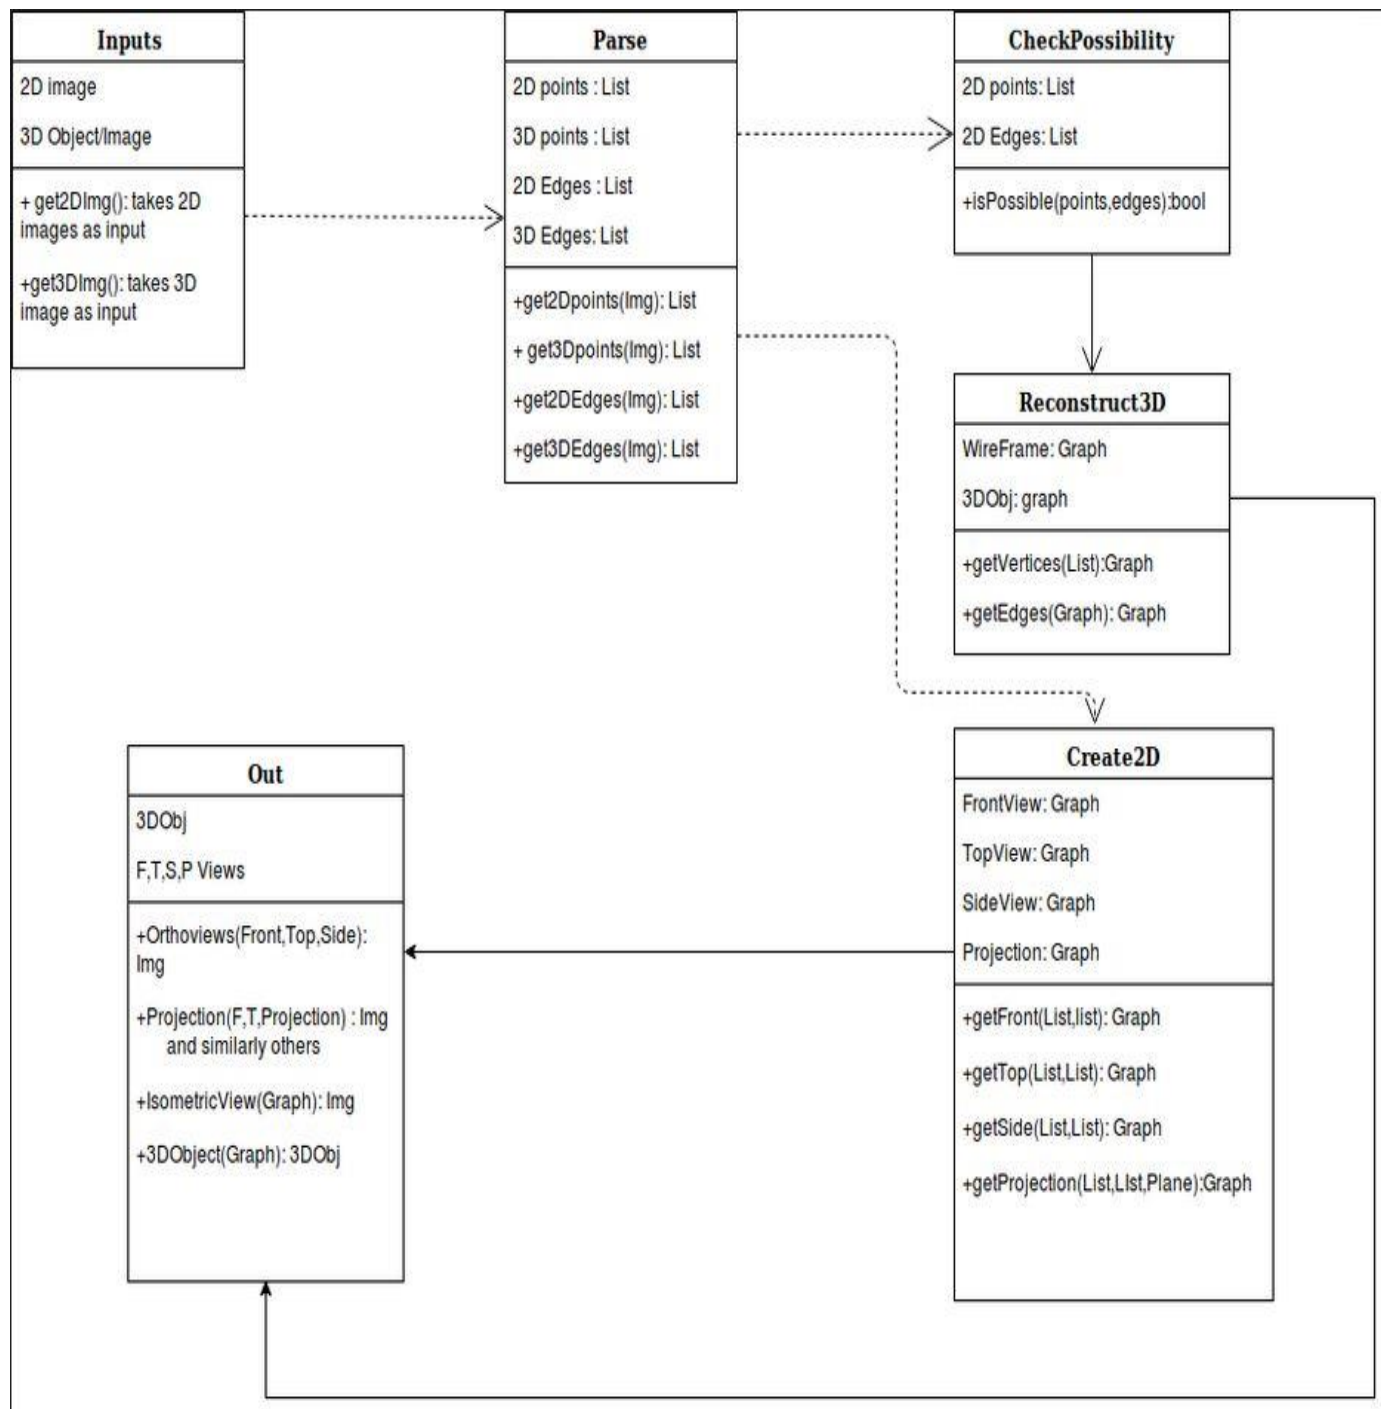 Inputs
2D image
3D Object/Image
+ get2DImg(): takes 2D
images as input
+get3DImg(): takes 3D
image as input
Parse
2D points : List
3D points : List
2D Edges : List
3D Edges: List
+get2Dpoints(Img): List
+ get3Dpoints(Img): List
+get2DEdges(Img): List
+get3DEdges(Img): List
CheckPossibility
2D points: List
2D Edges: List
+isPossible(points,edges):bool
Reconstruct3D
WireFrame: Graph
3DObj: graph
+getVertices(List):Graph
+getEdges(Graph): Graph
Create2D
FrontView: Graph
TopView: Graph
SideView: Graph
Projection: Graph
+getFront(List,list): Graph
+getTop(List,List): Graph
+getSide(List,List): Graph
+getProjection(List,LIst,Plane):Graph
Out
3DObj
F,T,S,P Views
+Orthoviews(Front,Top,Side):
Img
+Projection(F,T,Projection) : Img
and similarly others
+IsometricView(Graph): Img
+3DObject(Graph): 3DObj